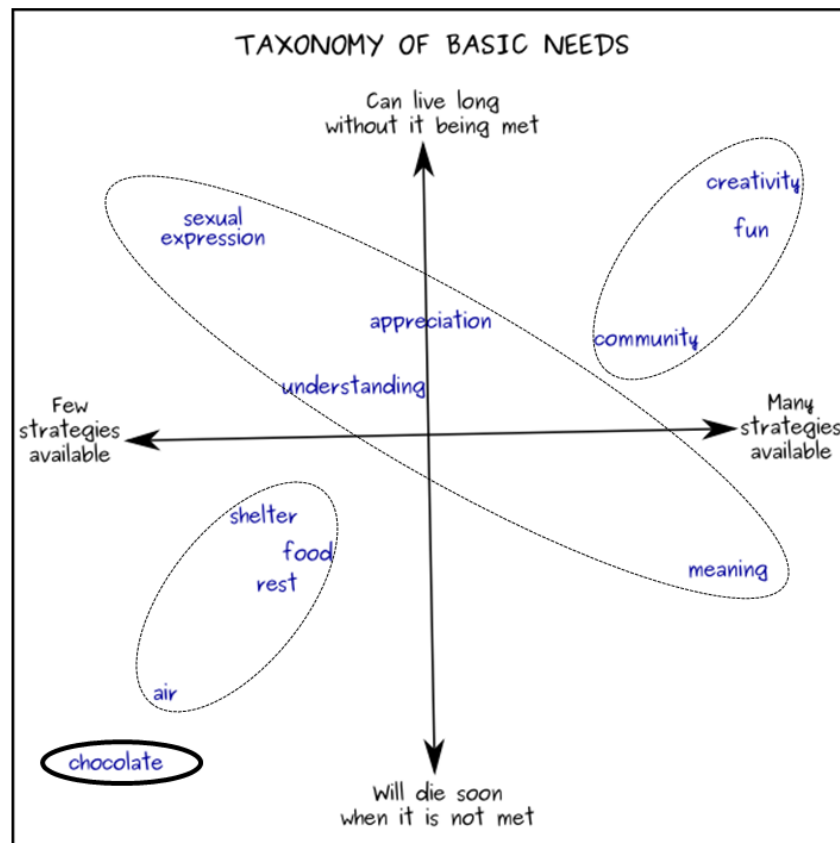 TAXONOMY OF BASIC NEEDS
Can live long
without it being met
creativity
sexual
expression
fun
appreciation
community
understanding
Few
strategies
available
Many
strategies
available
shelter
food
rest
meaning
air
chocolate
Will die soon
when it is not met